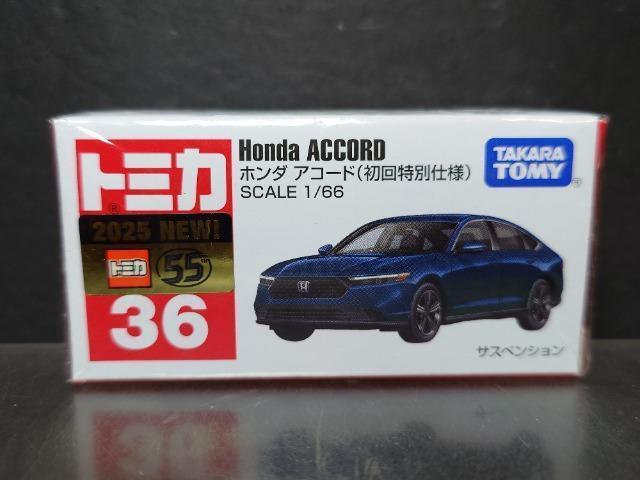 トミカ
®
2025 NEW!
トミカ 55th
36
Honda ACCORD
ホンダ アコード(初回特別仕様)
SCALE 1/66
TAKARA
TOMY®
サスペンション